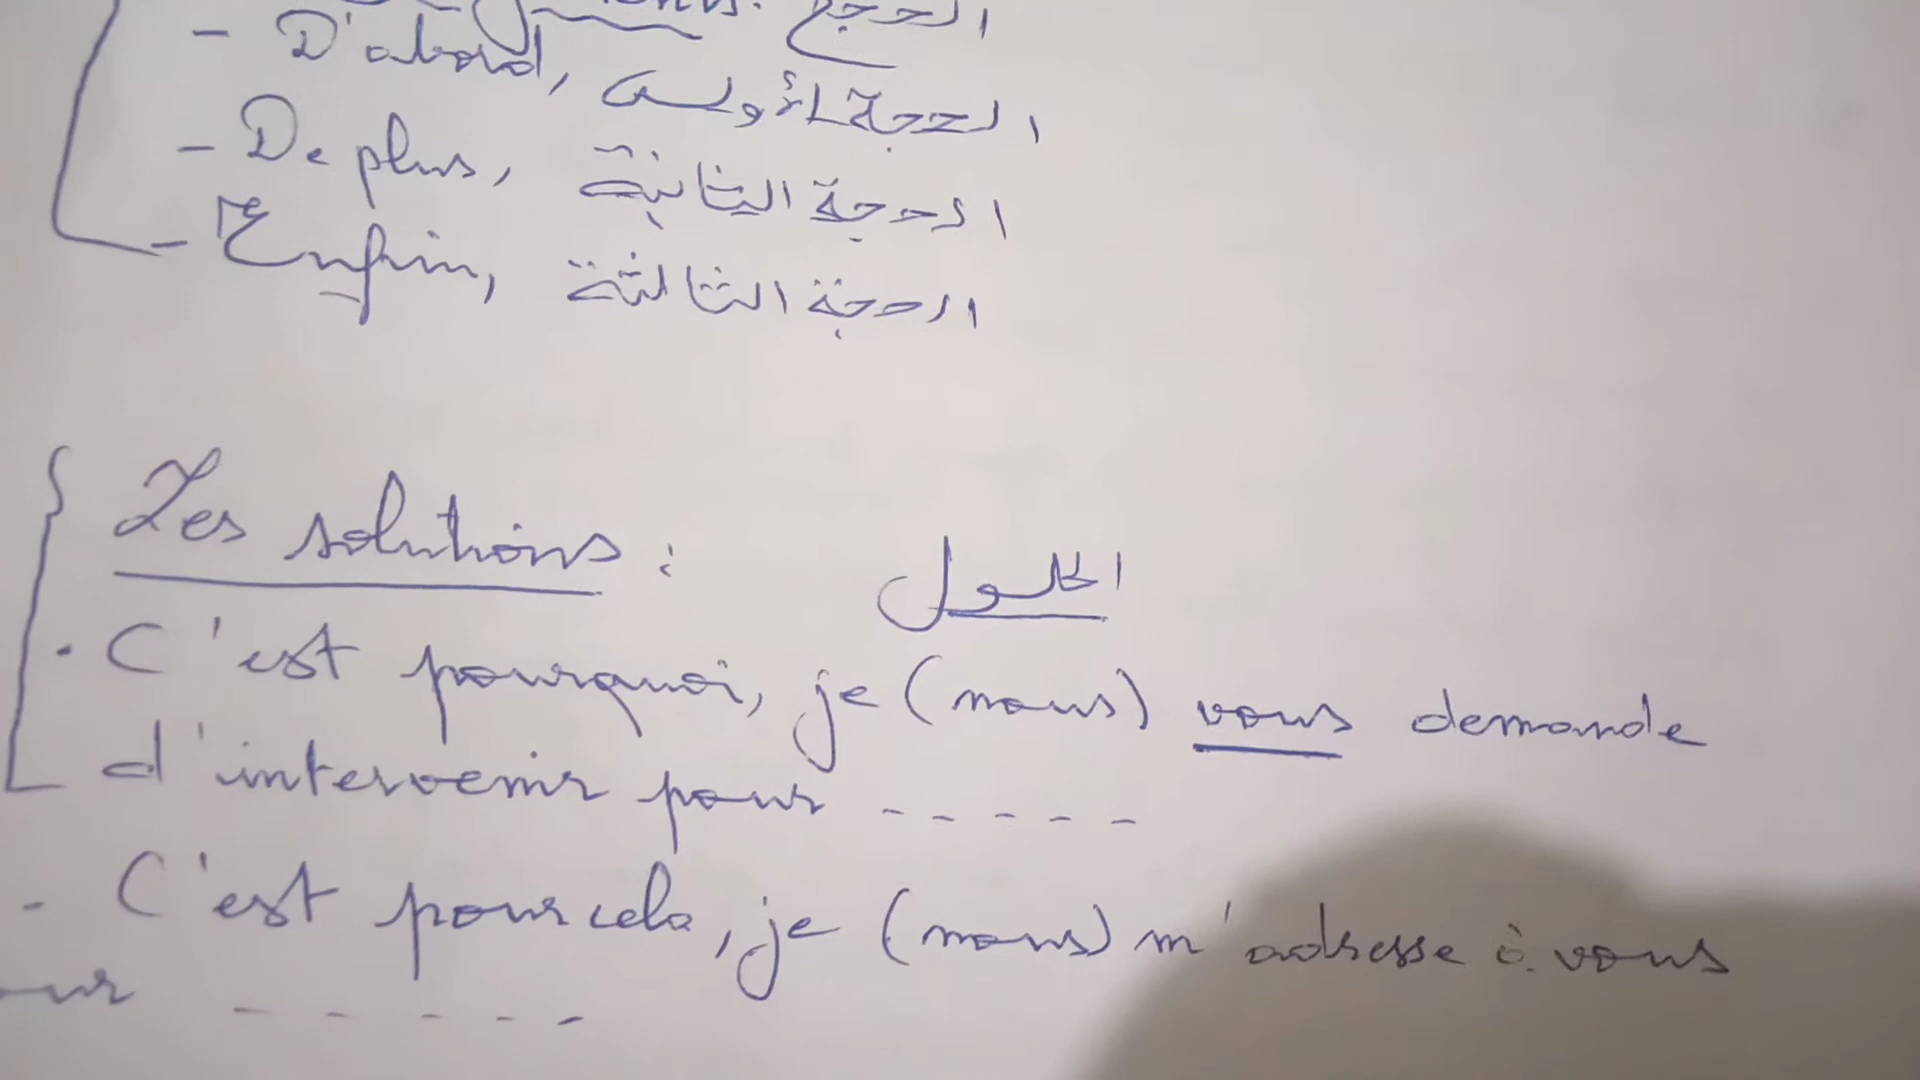 الحجج
- D'abord, الحجة الأولى
- De plus, الحجة الثانية
- Enfin, الحجة الثالثة
Les solutions : الحلول
. C'est pourquoi, je (nous) vous demande
d'intervenir pour - - - - -
- C'est pour cela, je (nous) m'adresse à vous
- - - - -